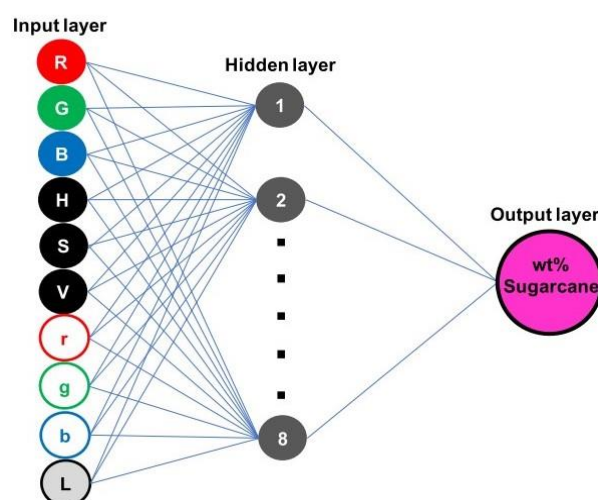 Input layer
R
G
B
H
S
V
r
g
b
L
Hidden layer
1
2
8
Output layer
wt%
Sugarcane